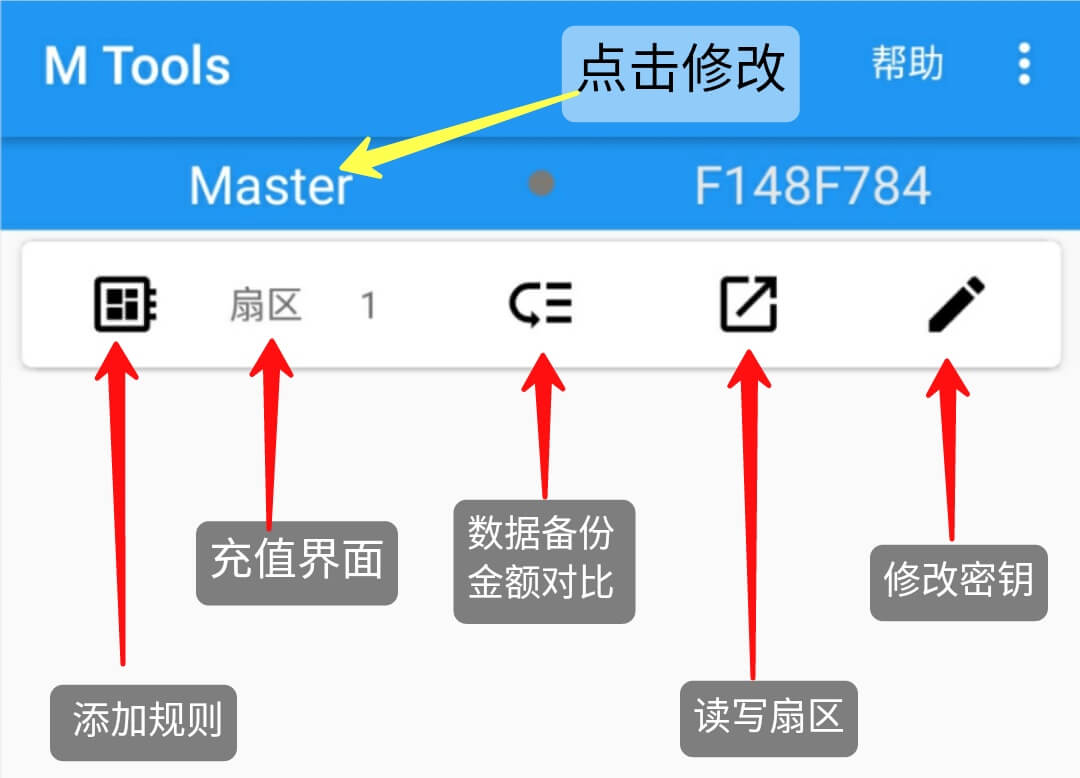 M Tools
点击修改
帮助
Master
F148F784
扇区 1
充值界面
数据备份
金额对比
修改密钥
添加规则
读写扇区